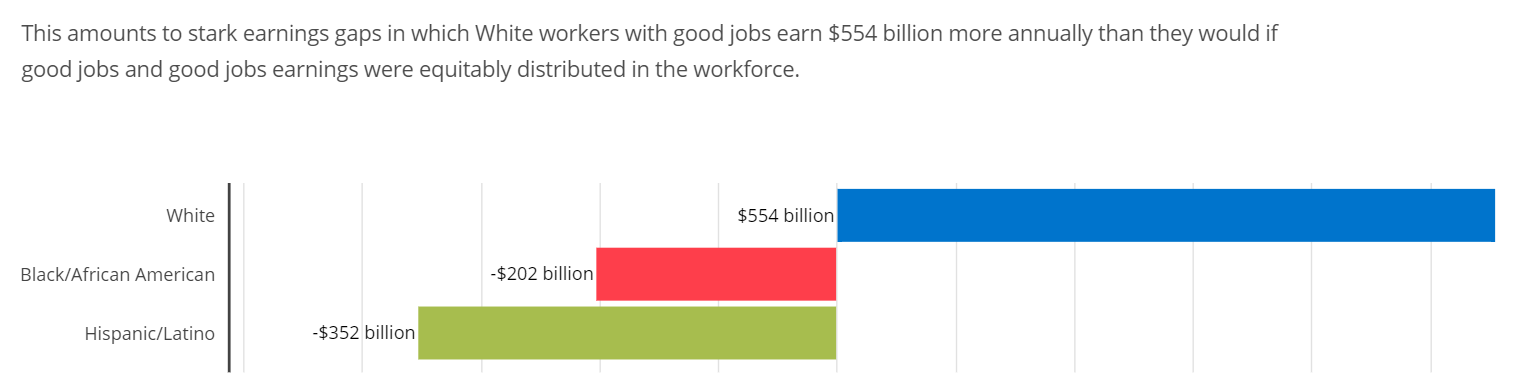 This amounts to stark earnings gaps in which White workers with good jobs earn $554 billion more annually than they would if
good jobs and good jobs earnings were equitably distributed in the workforce.
White
$554 billion
Black/African American
-$202 billion
Hispanic/Latino
-$352 billion